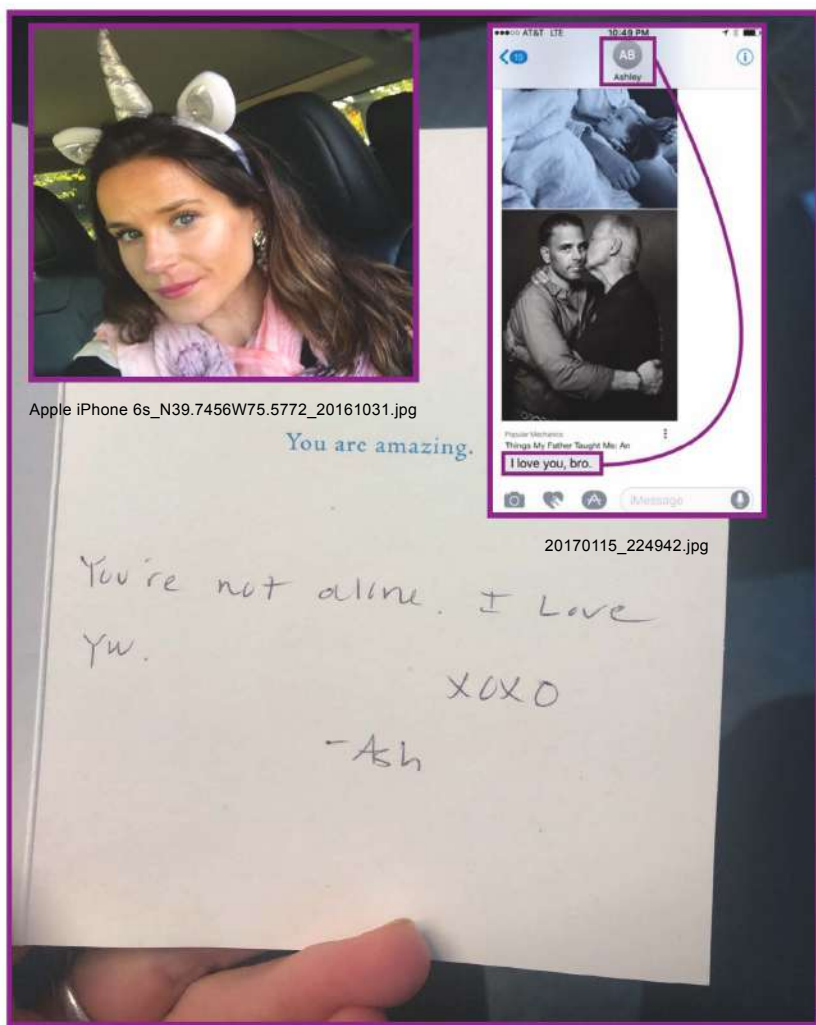 AT&T LTE
10:49 PM
15
AB
Ashley
Popular Mechanics
Things My Father Taught Me: An
I love you, bro.
iMessage
Apple iPhone 6s_N39.7456W75.5772_20161031.jpg
20170115_224942.jpg
You are amazing.
You're not alone. I Love
You.
XOXO
-Ash